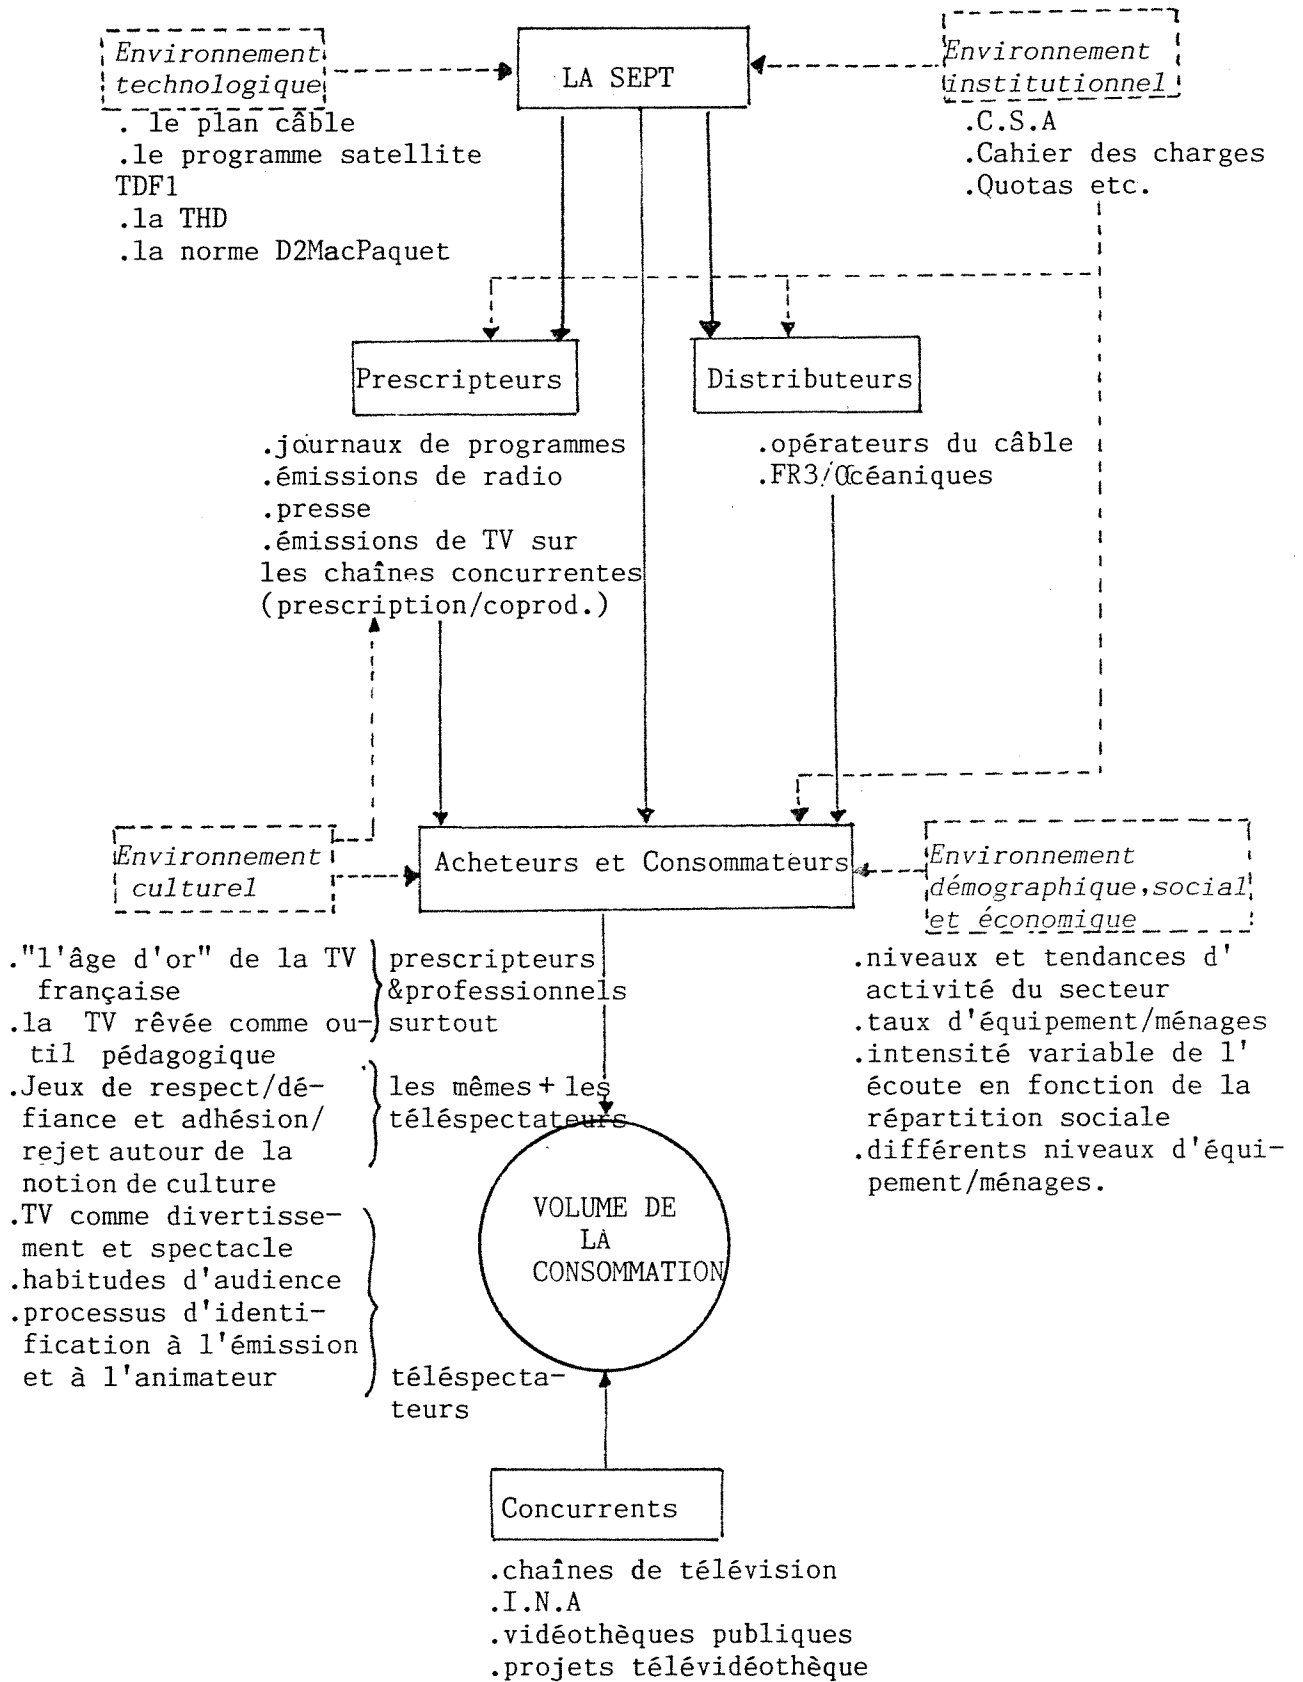 Environnement
technologique
LA SEPT
Environnement
institutionnel
. le plan câble
.le programme satellite
TDF1
.la THD
.la norme D2MacPaquet
.C.S.A
.Cahier des charges
.Quotas etc.
Prescripteurs
Distributeurs
.journaux de programmes
.émissions de radio
.presse
.émissions de TV sur
les chaînes concurrentes
(prescription/coprod.)
.opérateurs du câble
.FR3/Océaniques
Environnement
culturel
Acheteurs et Consommateurs
Environnement
démographique,social
et économique
."l'âge d'or" de la TV
française
.la TV rêvée comme ou-
til pédagogique
.Jeux de respect/dé-
fiance et adhésion/
rejet autour de la
notion de culture
.TV comme divertisse-
ment et spectacle
.habitudes d'audience
.processus d'identi-
fication à l'émission
et à l'animateur
prescripteurs
&professionnels
surtout
les mêmes + les
téléspectateurs
téléspecta-
teurs
.niveaux et tendances d'
activité du secteur
.taux d'équipement/ménages
.intensité variable de l'
écoute en fonction de la
répartition sociale
.différents niveaux d'équi-
pement/ménages.
VOLUME DE
LA
CONSOMMATION
Concurrents
.chaînes de télévision
.I.N.A
.vidéothèques publiques
.projets télévidéothèque